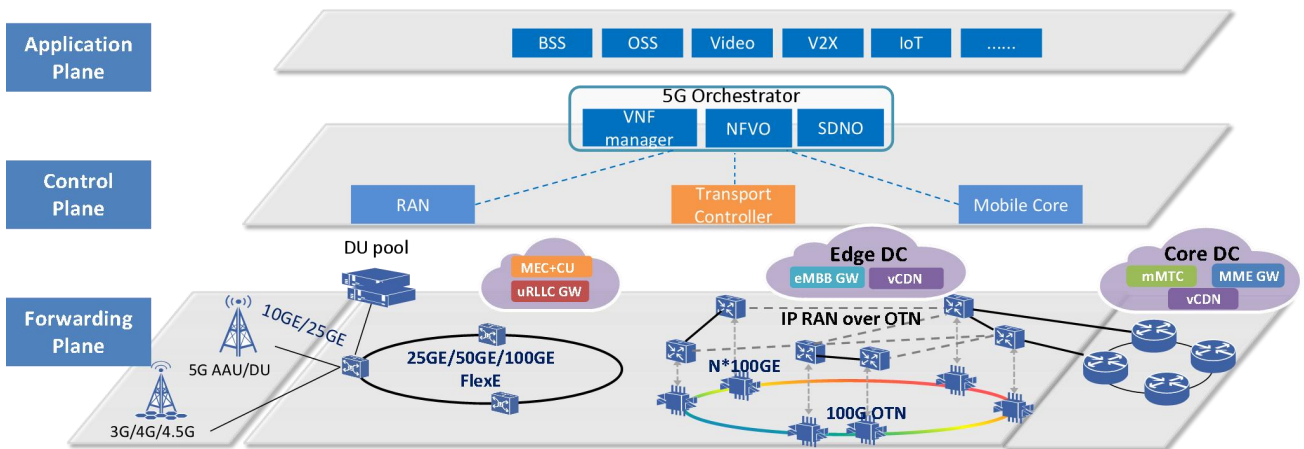 Application
Plane
BSS
OSS
Video
V2X
IoT
......
5G Orchestrator
VNF
manager
NFVO
SDNO
Control
Plane
RAN
Transport
Controller
Mobile Core
DU pool
MEC+CU
uRLLC GW
Edge DC
eMBB GW
vCDN
Core DC
mMTC
MME GW
vCDN
Forwarding
Plane
10GE/25GE
5G AAU/DU
3G/4G/4.5G
25GE/50GE/100GE
FlexE
IP RAN over OTN
N*100GE
100G OTN